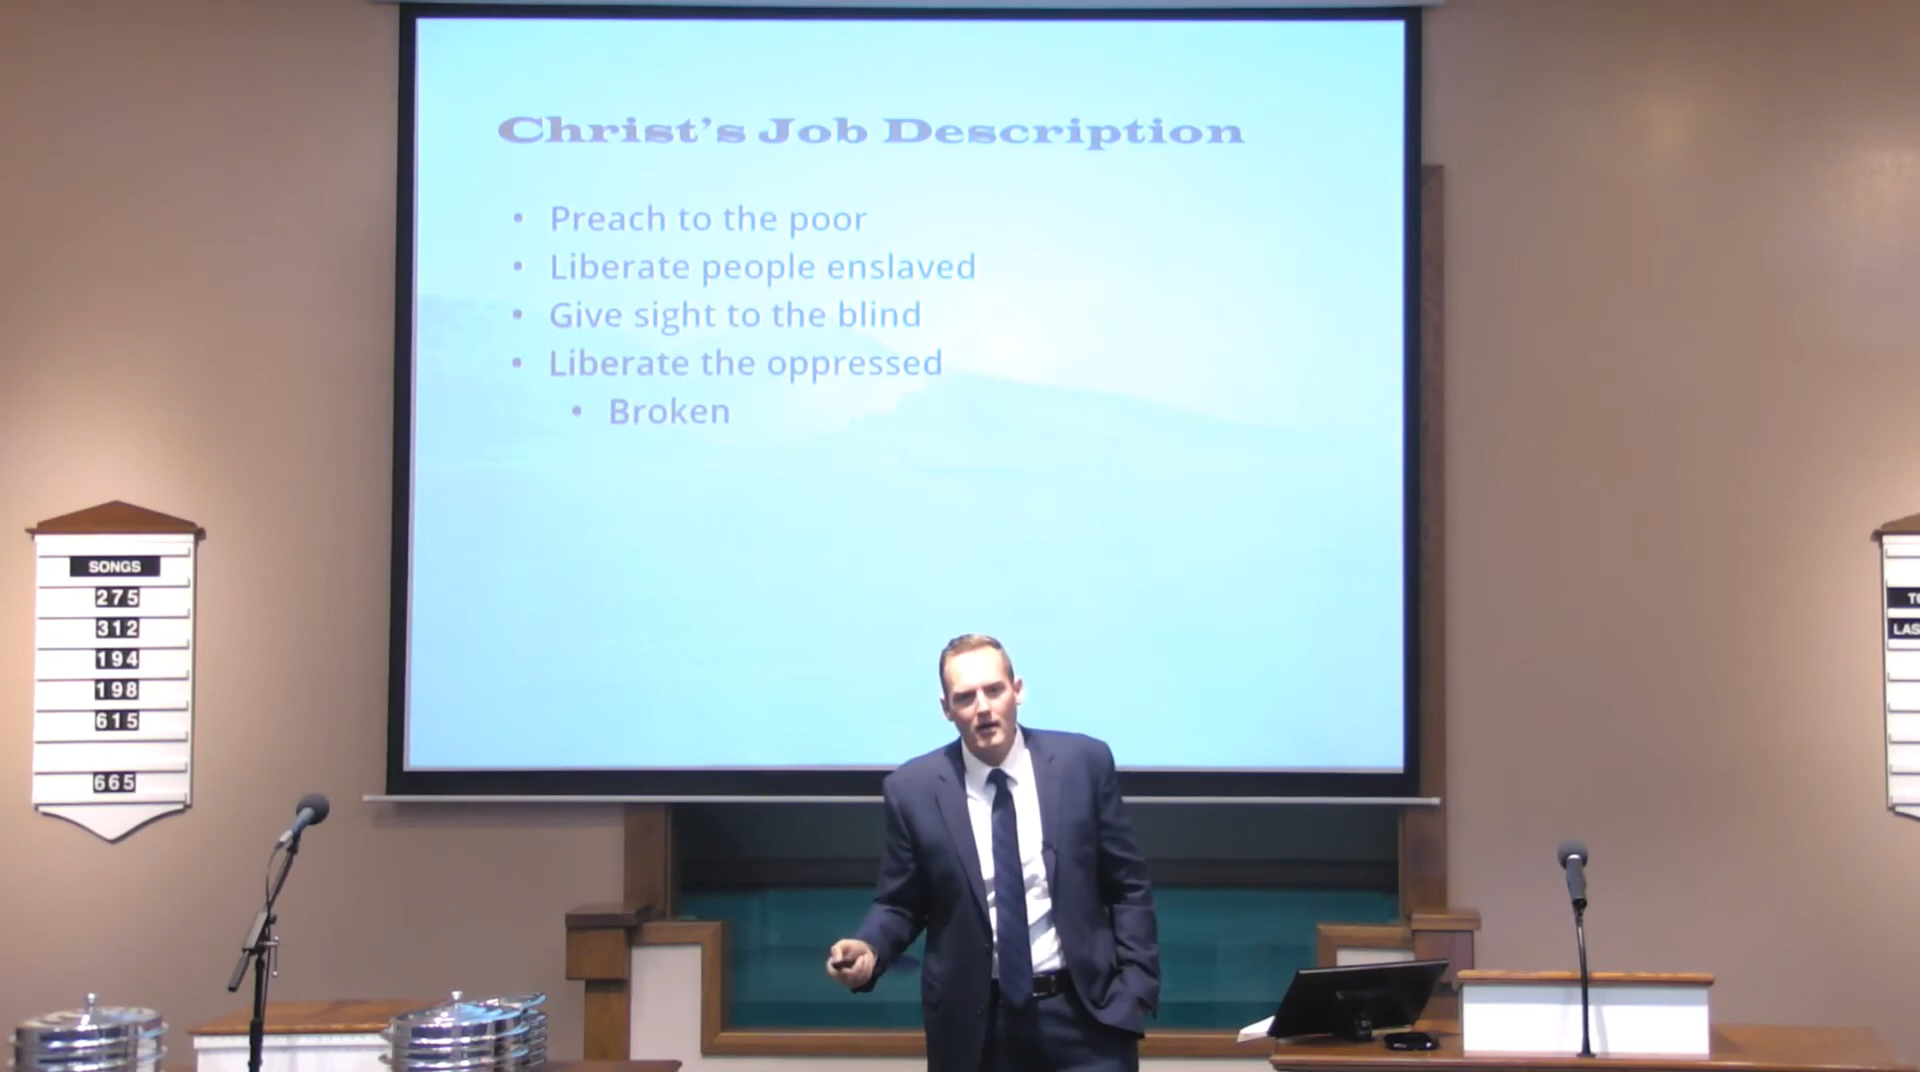 Christ's Job Description
• Preach to the poor
• Liberate people enslaved
• Give sight to the blind
• Liberate the oppressed
• Broken
SONGS
275
312
194
198
615
665